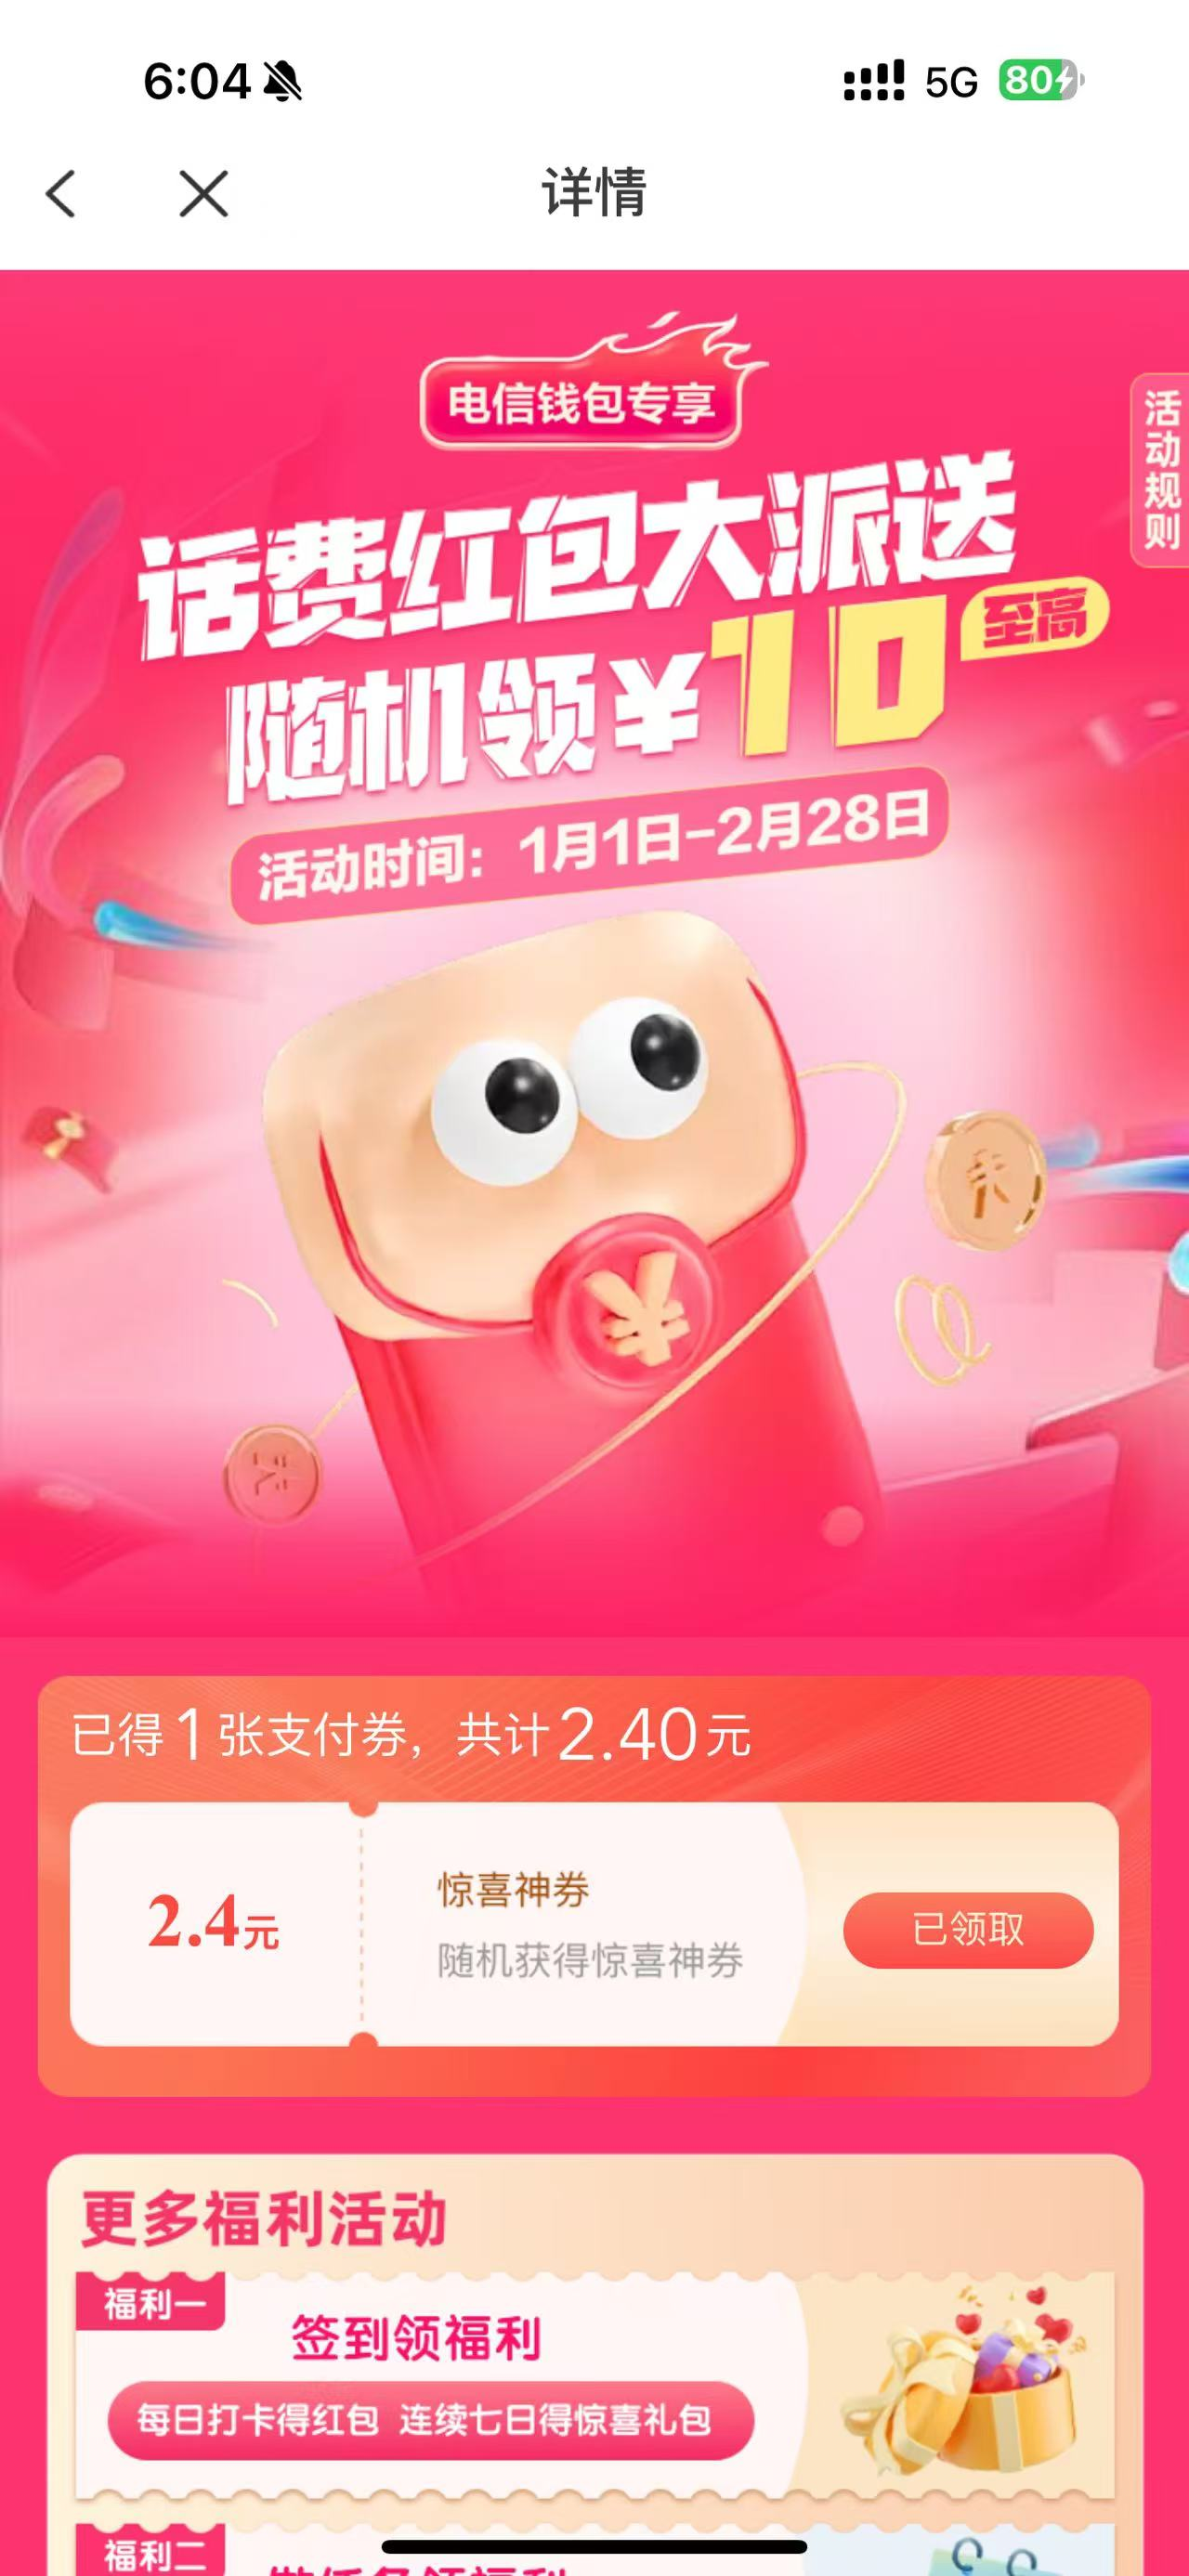 6:04
5G
80
详情
电信钱包专享
活动规则
话费红包大派送
至高
随机领¥10
活动时间：1月1日-2月28日
¥
已得1张支付券，共计2.40元
2.4元
惊喜神券
随机获得惊喜神券
已领取
更多福利活动
福利一
签到领福利
每日打卡得红包 连续七日得惊喜礼包
福利二